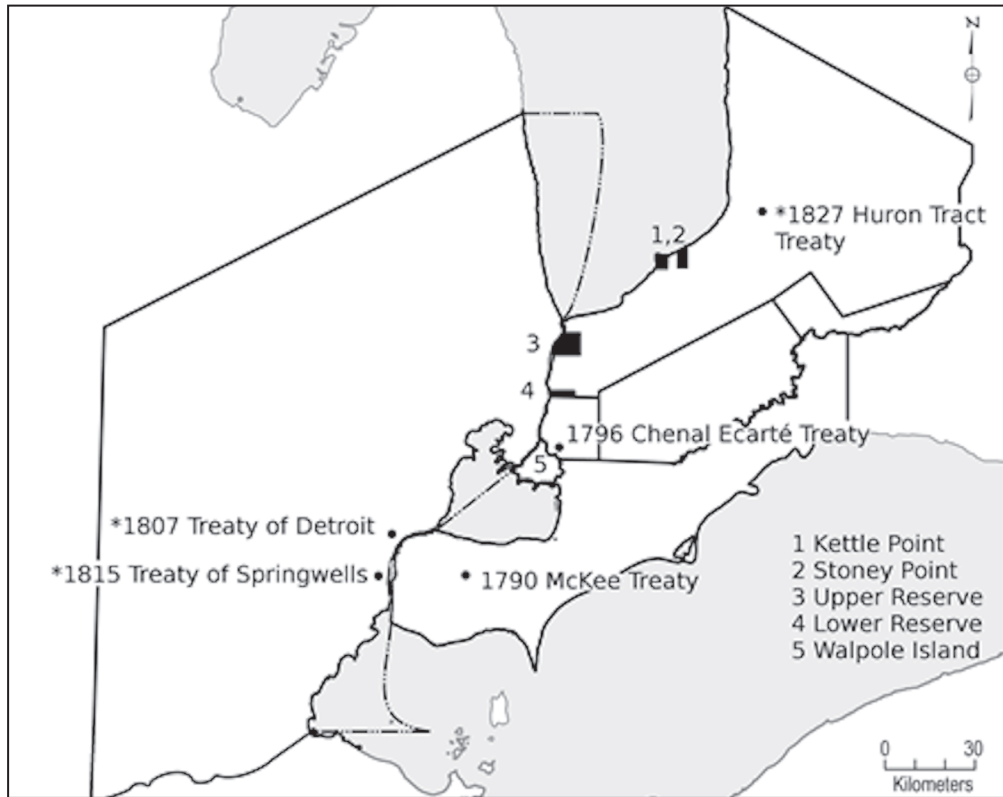 N
*1827 Huron Tract
Treaty
1,2
3
4
1796 Chenal Ecarté Treaty
5
*1807 Treaty of Detroit
*1815 Treaty of Springwells
1790 McKee Treaty
1 Kettle Point
2 Stoney Point
3 Upper Reserve
4 Lower Reserve
5 Walpole Island
0 30
Kilometers